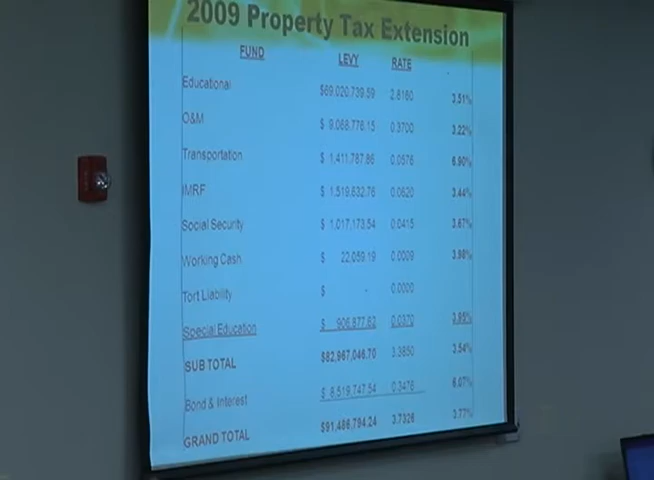 2009 Property Tax Extension
FUND LEVY RATE
Educational $69,020,739.59 2.8160 3.51%
O&M $ 9,068,776.15 0.3700 3.22%
Transportation $ 1,411,787.86 0.0576 6.90%
IMRF $ 1,519,632.76 0.0620 3.44%
Social Security $ 1,017,173.54 0.0415 3.67%
Working Cash $ 22,059.19 0.0009 3.98%
Tort Liability $ - 0.0000
Special Education $ 906,877.62 0.0370 3.95%
SUB TOTAL $82,967,046.70 3.3850 3.54%
Bond & Interest $ 8,519,747.54 0.3476 6.07%
GRAND TOTAL $91,486,794.24 3.7326 3.77%